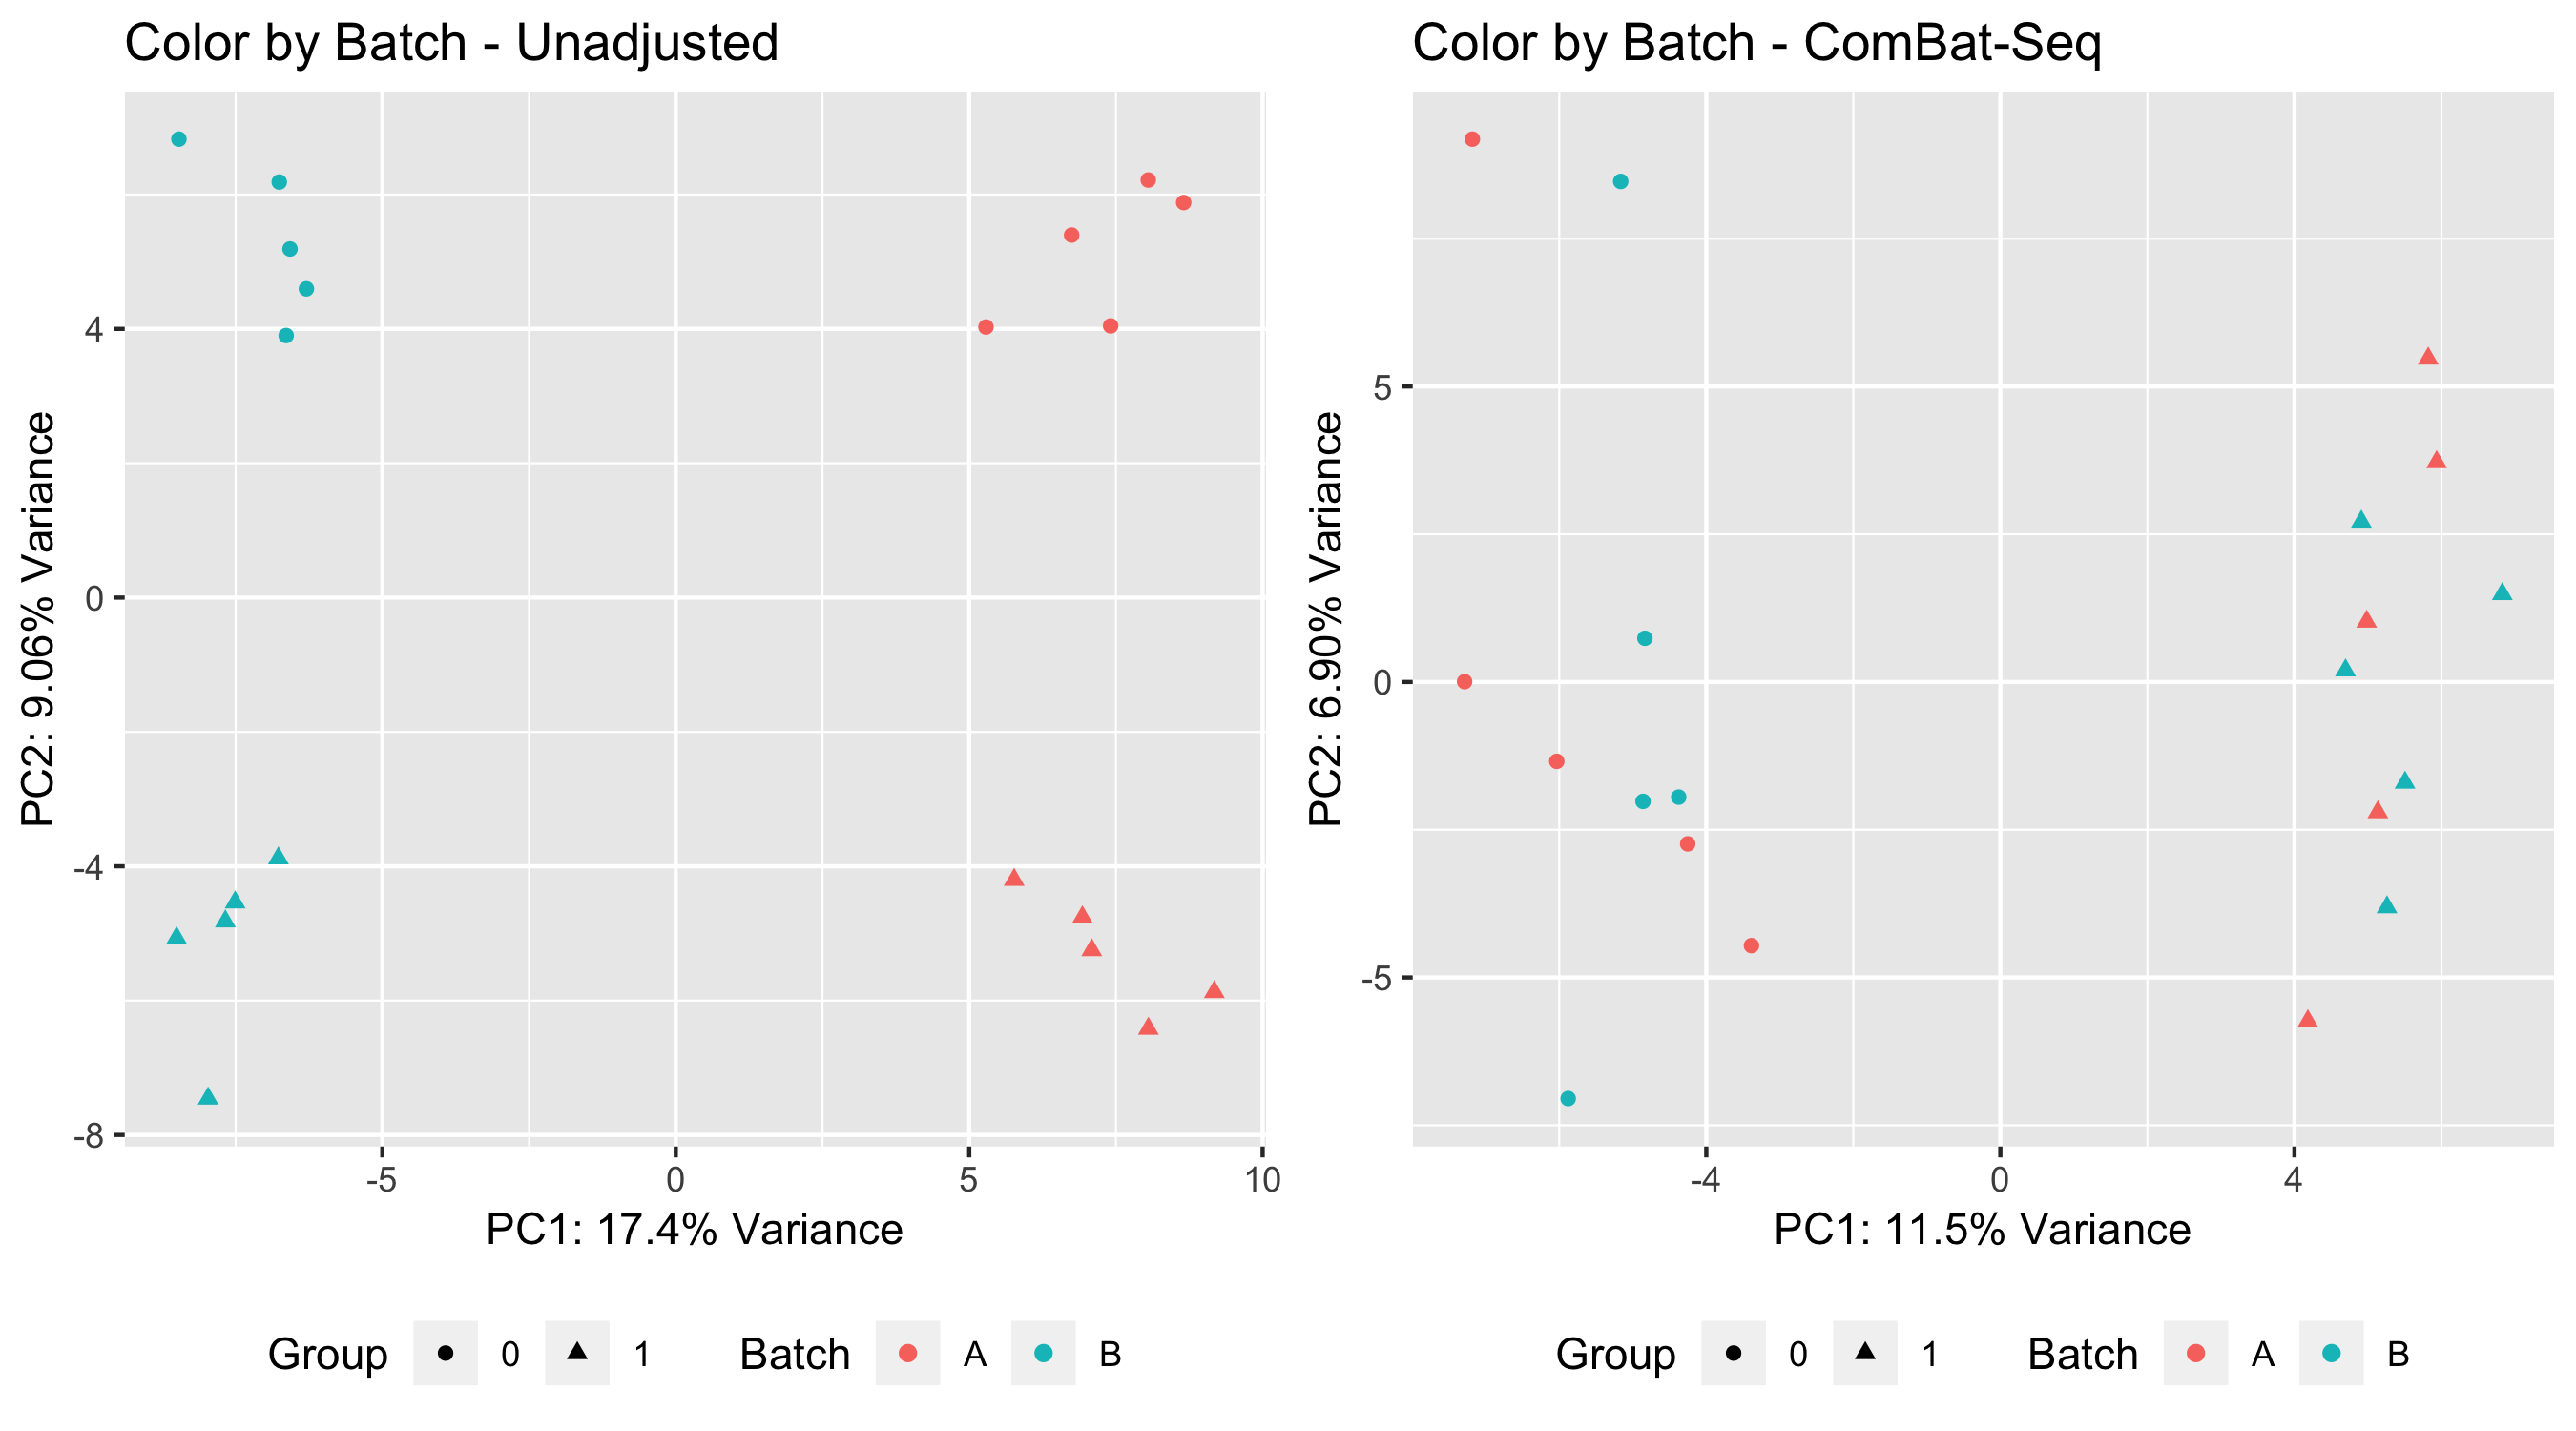 Color by Batch - Unadjusted
PC2: 9.06% Variance
4
0
-4
-8
-5
0
5
10
PC1: 17.4% Variance
Group 0 1 Batch A B
Color by Batch - ComBat-Seq
PC2: 6.90% Variance
5
0
-5
-4
0
4
PC1: 11.5% Variance
Group 0 1 Batch A B